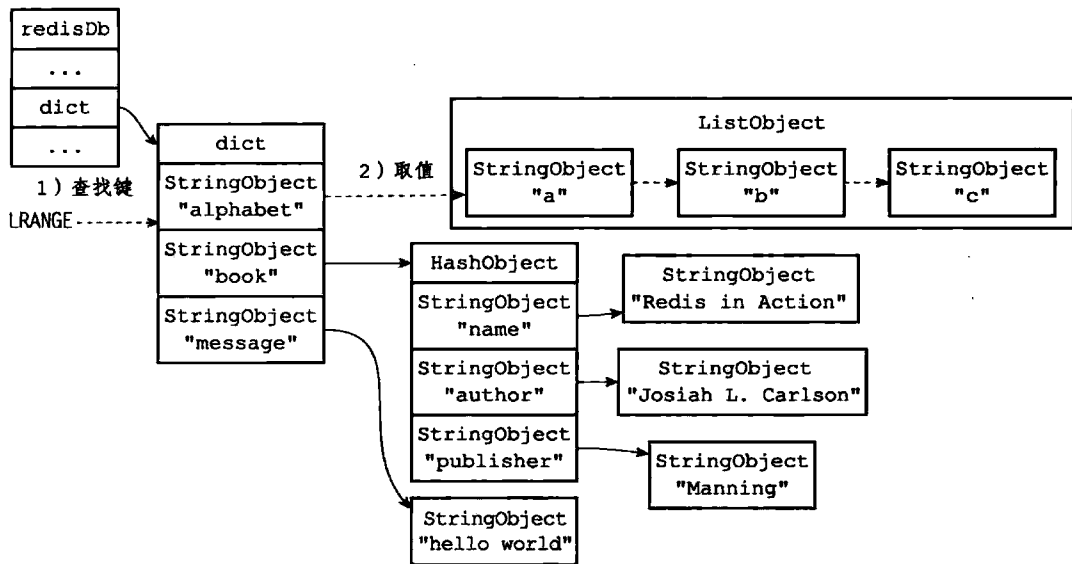 redisDb
...
dict
...
1）查找键
LRANGE
dict
StringObject
"alphabet"
StringObject
"book"
StringObject
"message"
2）取值
ListObject
StringObject
"a"
StringObject
"b"
StringObject
"c"
HashObject
StringObject
"name"
StringObject
"author"
StringObject
"publisher"
StringObject
"Redis in Action"
StringObject
"Josiah L. Carlson"
StringObject
"Manning"
StringObject
"hello world"